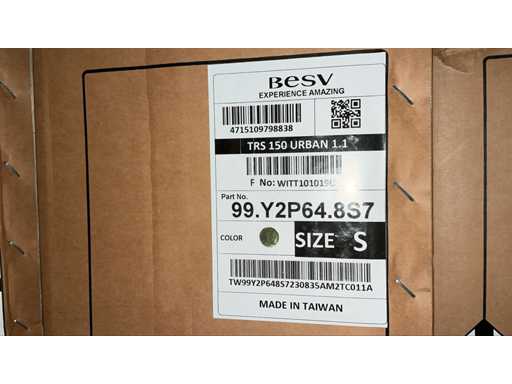 BESV
EXPERIENCE AMAZING
4715109798838
TRS 150 URBAN 1.1
F No: WITT101019
Part No.
99.Y2P64.8S7
COLOR
SIZE S
TW99Y2P648S7230835AM2TC011A
MADE IN TAIWAN